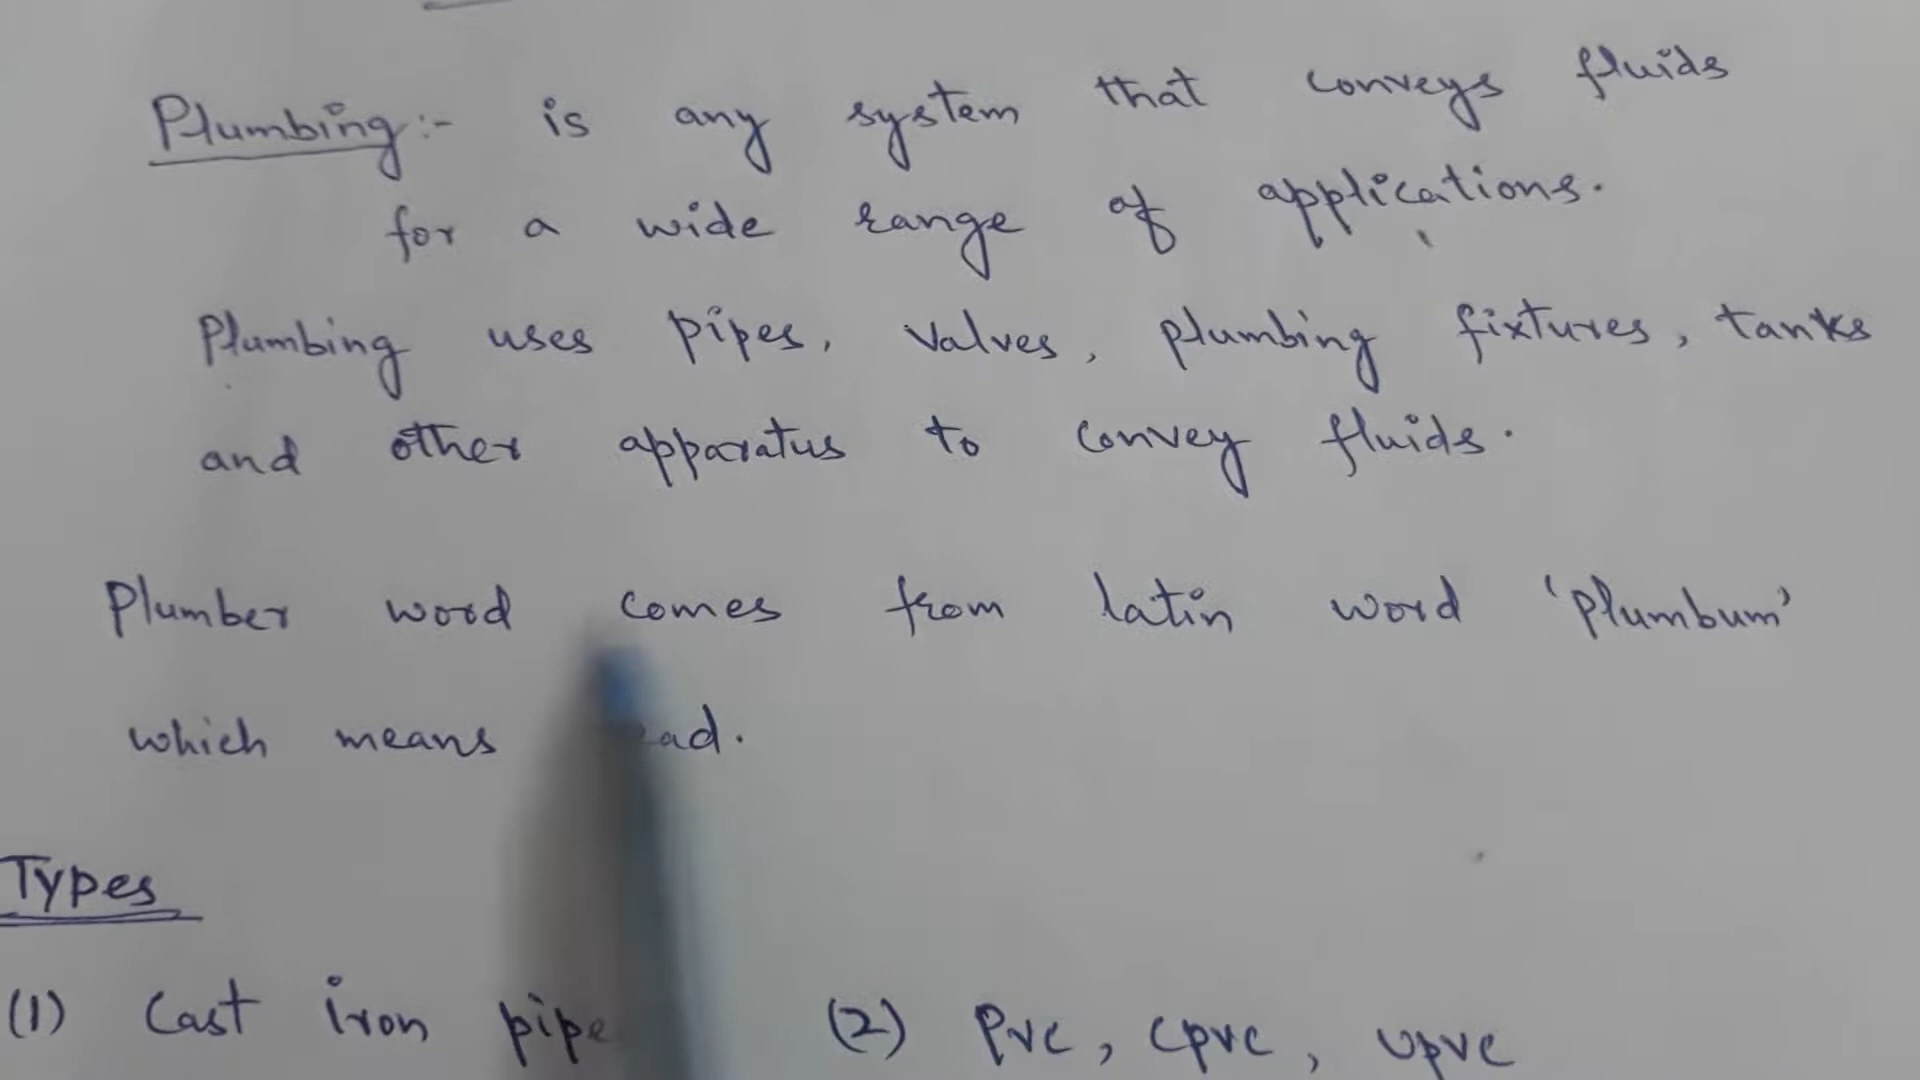 Plumbing:- is any system that conveys fluids
for a wide range of applications.
Plumbing uses pipes, valves, plumbing fixtures, tanks
and other apparatus to convey fluids.
Plumber word comes from latin word 'plumbum'
which means
Types
(1) Cast iron pipe (2) PVC, CPVC, UPVC